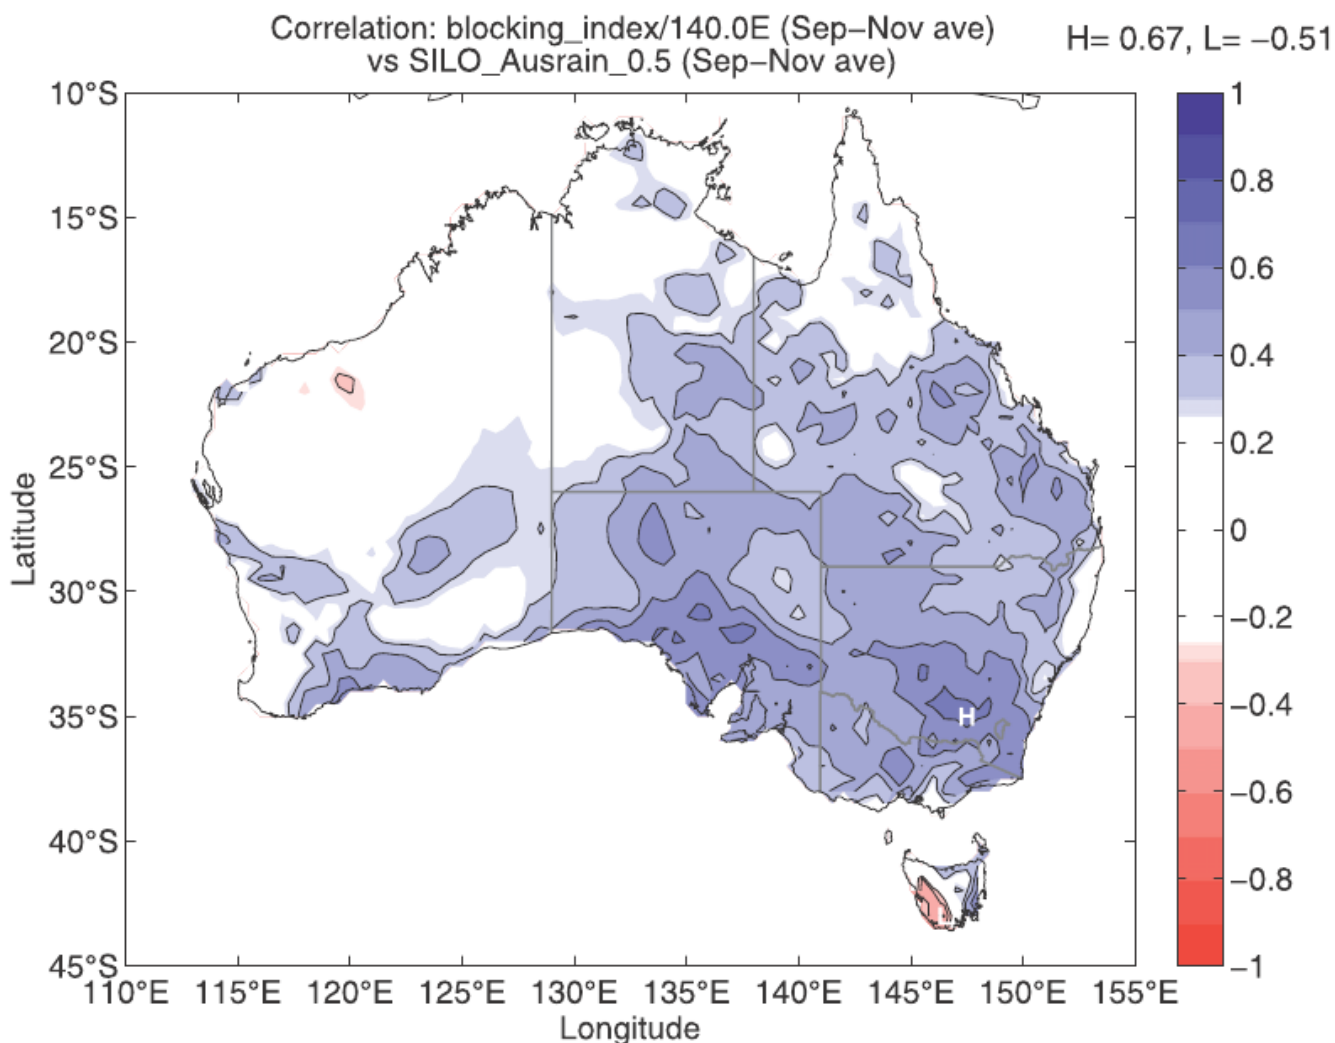 Correlation: blocking_index/140.0E (Sep−Nov ave)
vs SILO_Ausrain_0.5 (Sep−Nov ave)
H= 0.67, L= −0.51
10°S
15°S
20°S
25°S
30°S
35°S
40°S
45°S
Latitude
H
L
110°E 115°E 120°E 125°E 130°E 135°E 140°E 145°E 150°E 155°E
Longitude
1
0.8
0.6
0.4
0.2
0
−0.2
−0.4
−0.6
−0.8
−1